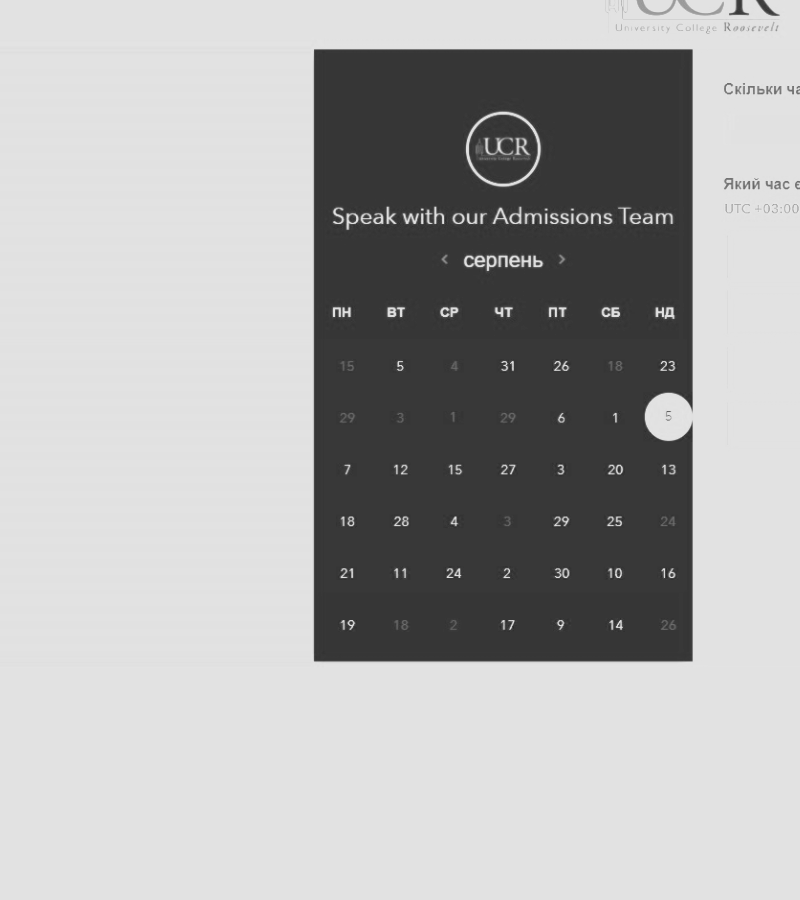 UCR
University College Roosevelt
UCR
University College Roosevelt
Speak with our Admissions Team
‹ серпень ›
ПН ВТ СР ЧТ ПТ СБ НД
15 5 4 31 26 18 23
29 3 1 29 6 1 5
7 12 15 27 3 20 13
18 28 4 3 29 25 24
21 11 24 2 30 10 16
19 18 2 17 9 14 26
Скільки ча
Який час є
UTC +03:00